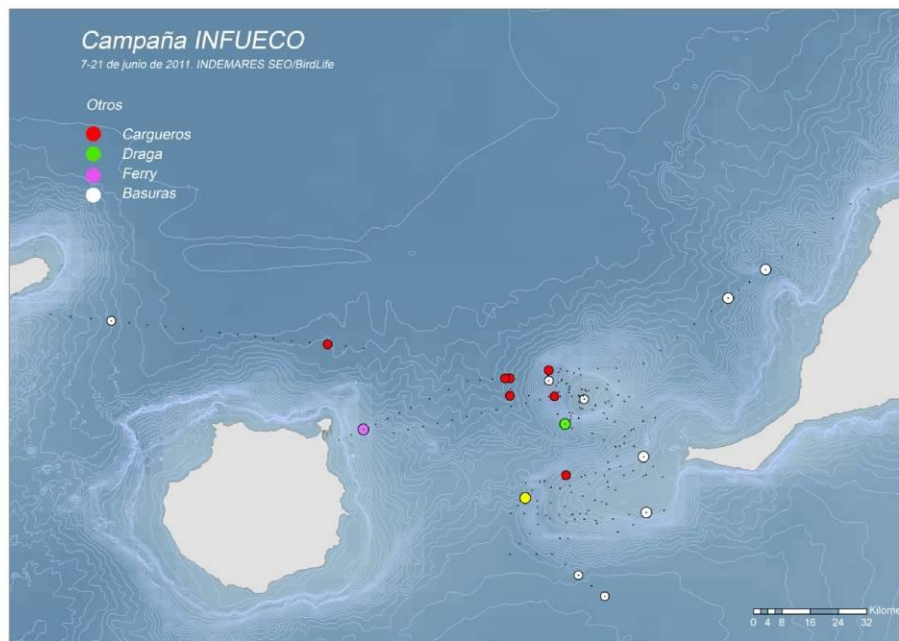 Campaña INFUECO
7-21 de junio de 2011. INDEMARES SEO/BirdLife
Otros
Cargueros
Draga
Ferry
Basuras
Kilome
0 4 8 16 24 32